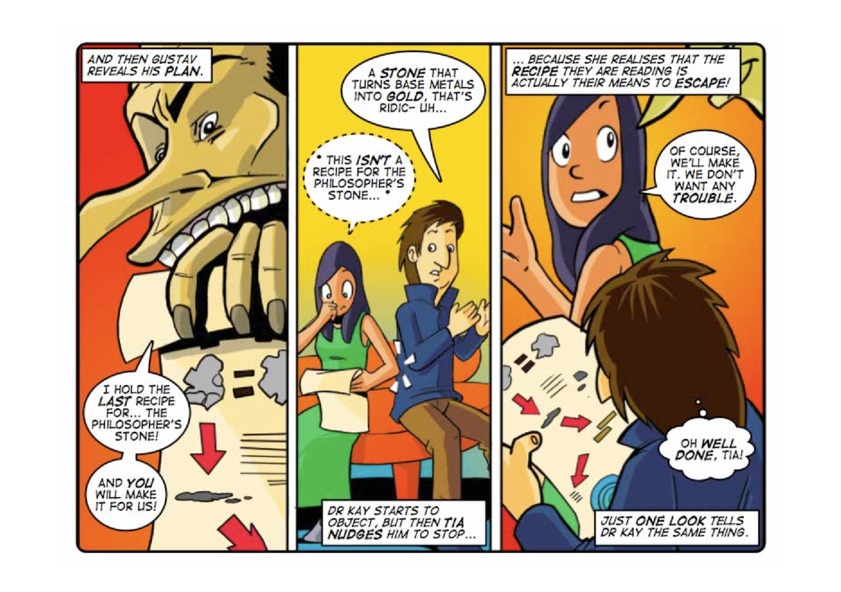 AND THEN GUSTAV
REVEALS HIS PLAN.
I HOLD THE
LAST RECIPE
FOR... THE
PHILOSOPHER'S
STONE!
AND YOU
WILL MAKE
IT FOR US!
A STONE THAT
TURNS BASE METALS
INTO GOLD, THAT'S
RIDIC- UH...
* THIS ISN'T A
RECIPE FOR THE
PHILOSOPHER'S
STONE... *
DR KAY STARTS TO
OBJECT, BUT THEN TIA
NUDGES HIM TO STOP...
... BECAUSE SHE REALISES THAT THE
RECIPE THEY ARE READING IS
ACTUALLY THEIR MEANS TO ESCAPE!
OF COURSE,
WE'LL MAKE
IT. WE DON'T
WANT ANY
TROUBLE.
OH WELL
DONE, TIA!
JUST ONE LOOK TELLS
DR KAY THE SAME THING.